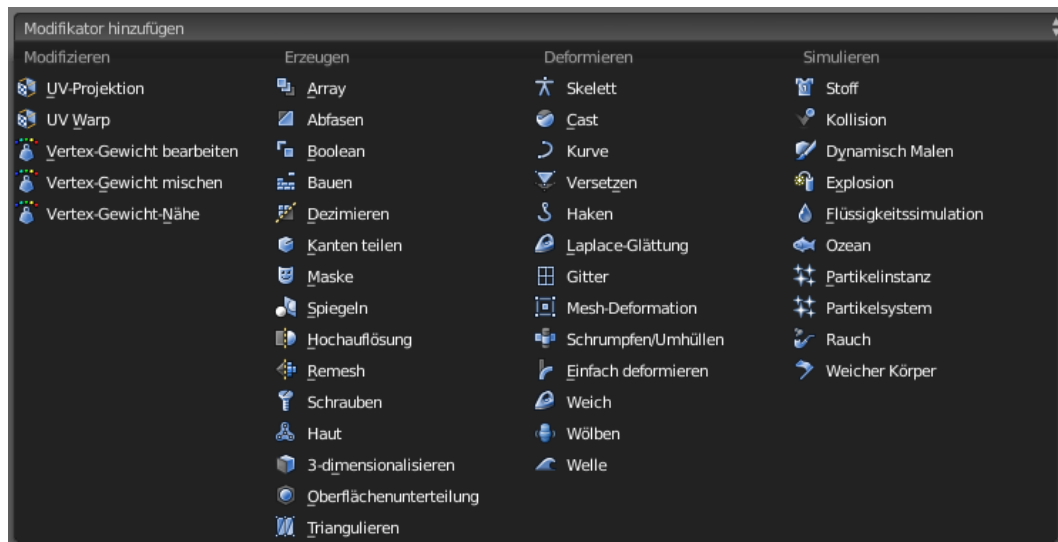 Modifikator hinzufügen
Modifizieren
UV-Projektion
UV Warp
Vertex-Gewicht bearbeiten
Vertex-Gewicht mischen
Vertex-Gewicht-Nähe
Erzeugen
Array
Abfasen
Boolean
Bauen
Dezimieren
Kanten teilen
Maske
Spiegeln
Hochauflösung
Remesh
Schrauben
Haut
3-dimensionalisieren
Oberflächenunterteilung
Triangulieren
Deformieren
Skelett
Cast
Kurve
Versetzen
Haken
Laplace-Glättung
Gitter
Mesh-Deformation
Schrumpfen/Umhüllen
Einfach deformieren
Weich
Wölben
Welle
Simulieren
Stoff
Kollision
Dynamisch Malen
Explosion
Flüssigkeitssimulation
Ozean
Partikelinstanz
Partikelsystem
Rauch
Weicher Körper